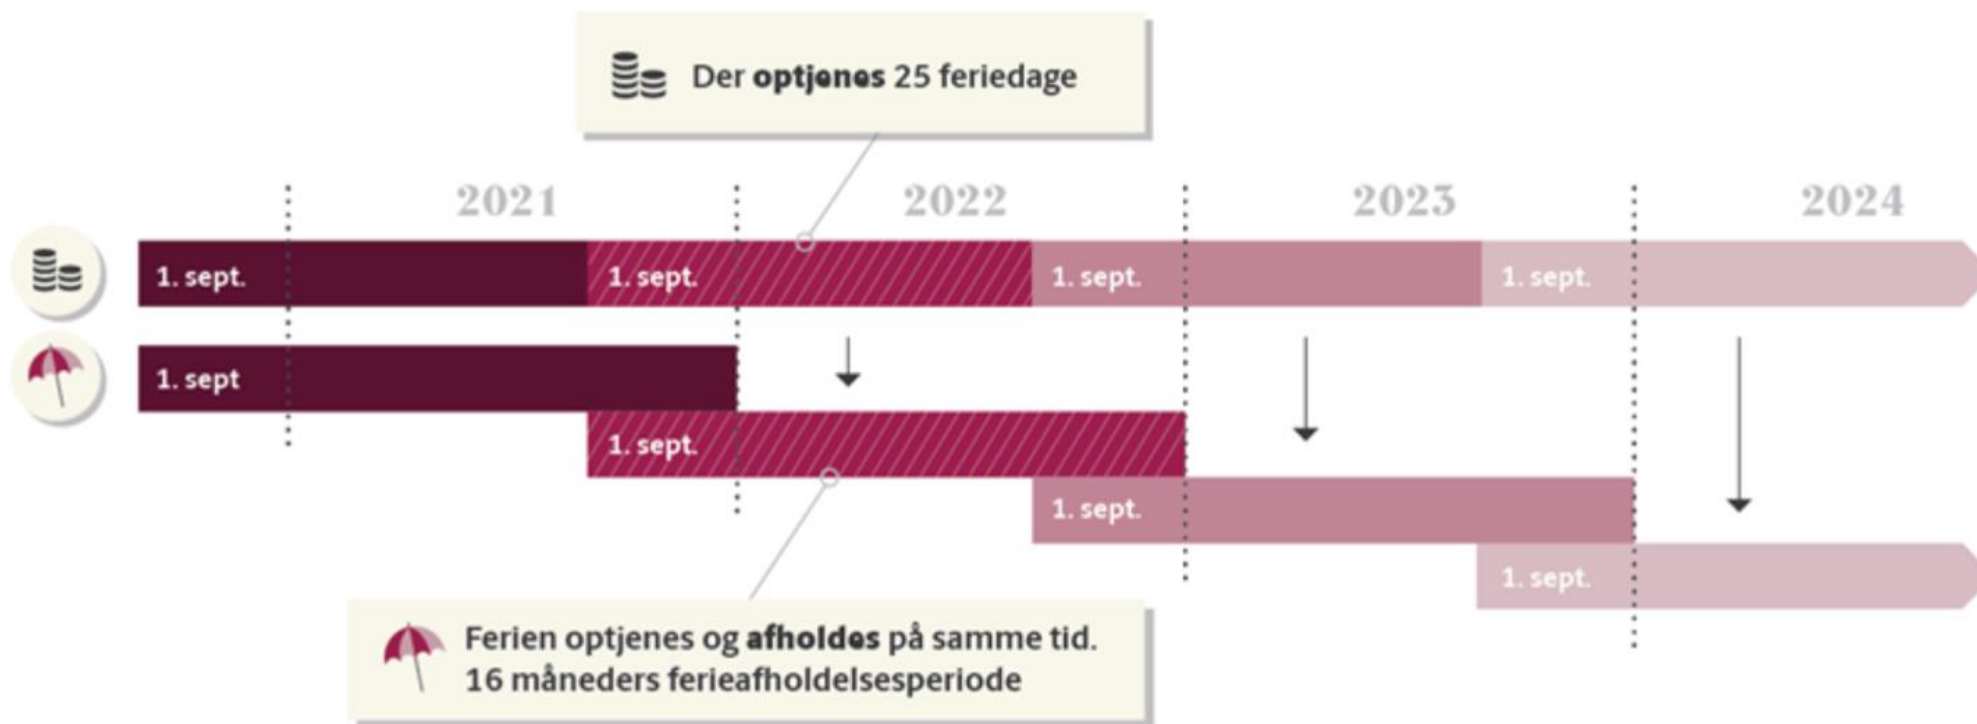 Der optjenes 25 feriedage
2021
2022
2023
2024
1. sept.
1. sept.
1. sept.
1. sept.
1. sept
1. sept.
1. sept.
1. sept.
Ferien optjenes og afholdes på samme tid.
16 måneders ferieafholdelsesperiode